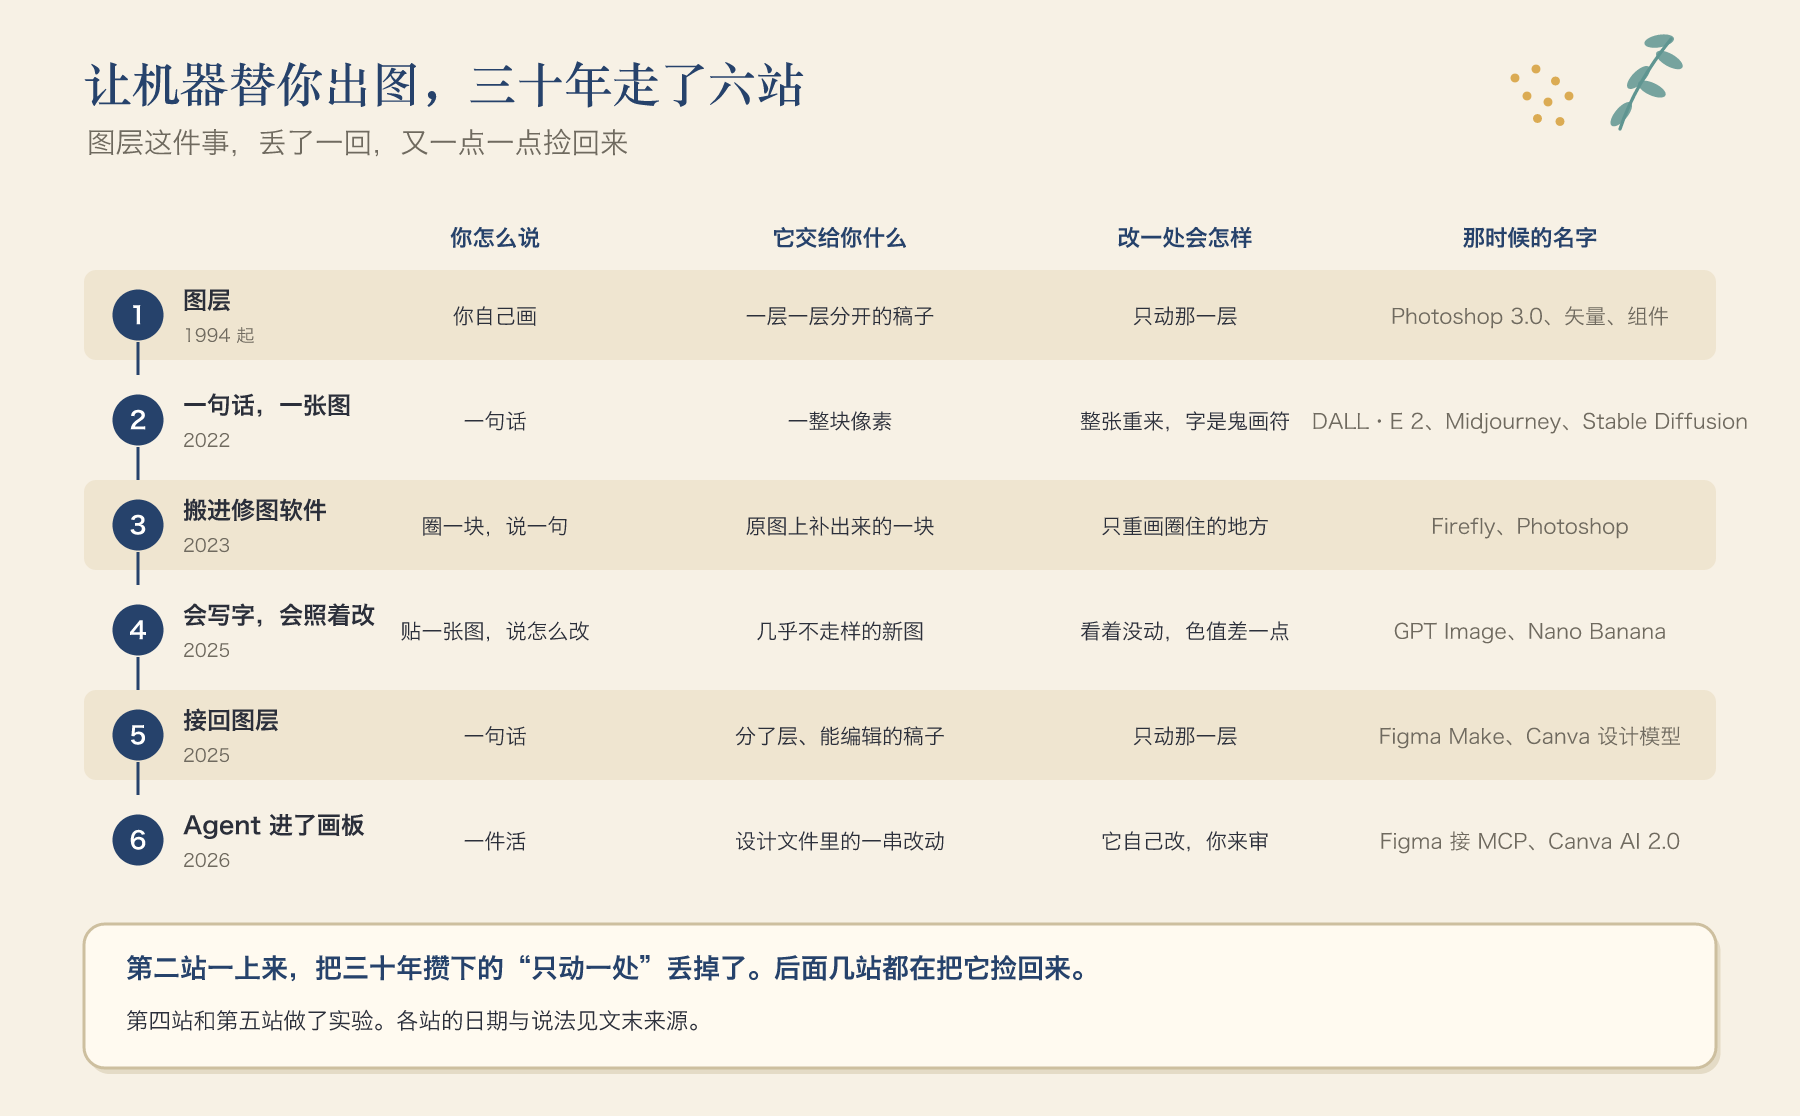 让机器替你出图，三十年走了六站
图层这件事，丢了一回，又一点一点捡回来
你怎么说 它交给你什么 改一处会怎样 那时候的名字
1 图层 你自己画 一层一层分开的稿子 只动那一层 Photoshop 3.0、矢量、组件
1994 起
2 一句话，一张图 一句话 一整块像素 整张重来，字是鬼画符 DALL·E 2、Midjourney、Stable Diffusion
2022
3 搬进修图软件 圈一块，说一句 原图上补出来的一块 只重画圈住的地方 Firefly、Photoshop
2023
4 会写字，会照着改 贴一张图，说怎么改 几乎不走样的新图 看着没动，色值差一点 GPT Image、Nano Banana
2025
5 接回图层 一句话 分了层、能编辑的稿子 只动那一层 Figma Make、Canva 设计模型
2025
6 Agent 进了画板 一件活 设计文件里的一串改动 它自己改，你来审 Figma 接 MCP、Canva AI 2.0
2026
第二站一上来，把三十年攒下的“只动一处”丢掉了。后面几站都在把它捡回来。
第四站和第五站做了实验。各站的日期与说法见文末来源。